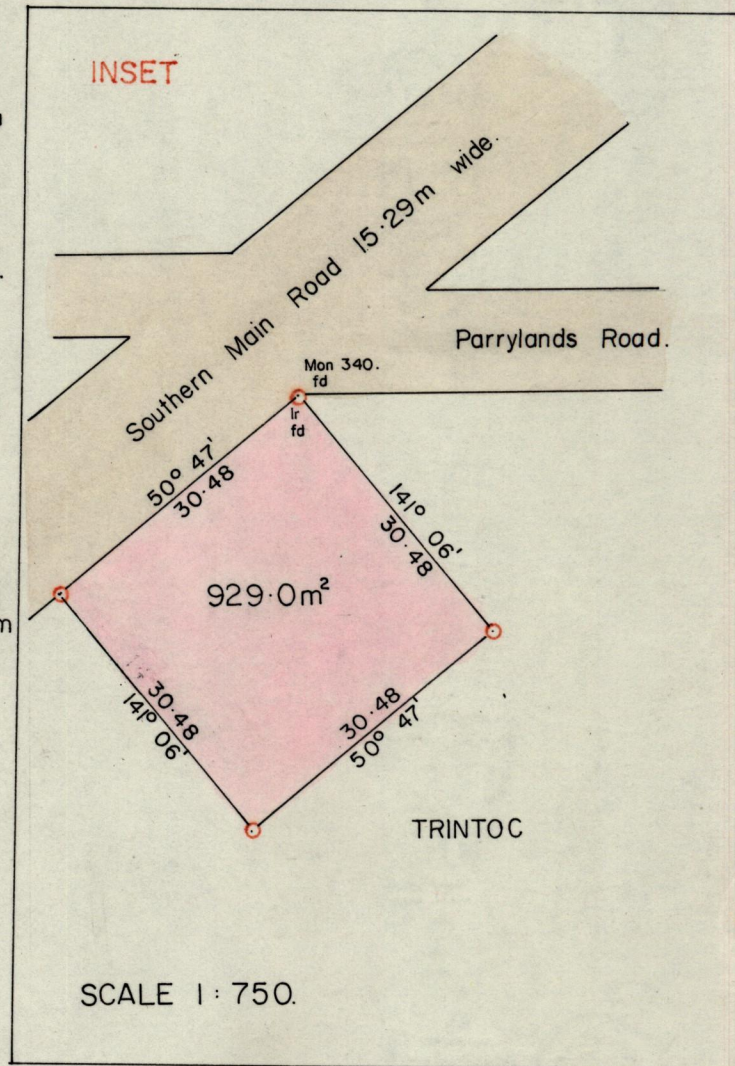 INSET
Southern Main Road 15·29m wide.
Parrylands Road.
Mon 340.
fd
Ir
fd
50° 47'
30·48
141° 06'
30·48
929·0m²
30·48
141° 06'
30·48
50° 47'
TRINTOC
SCALE 1:750.
m